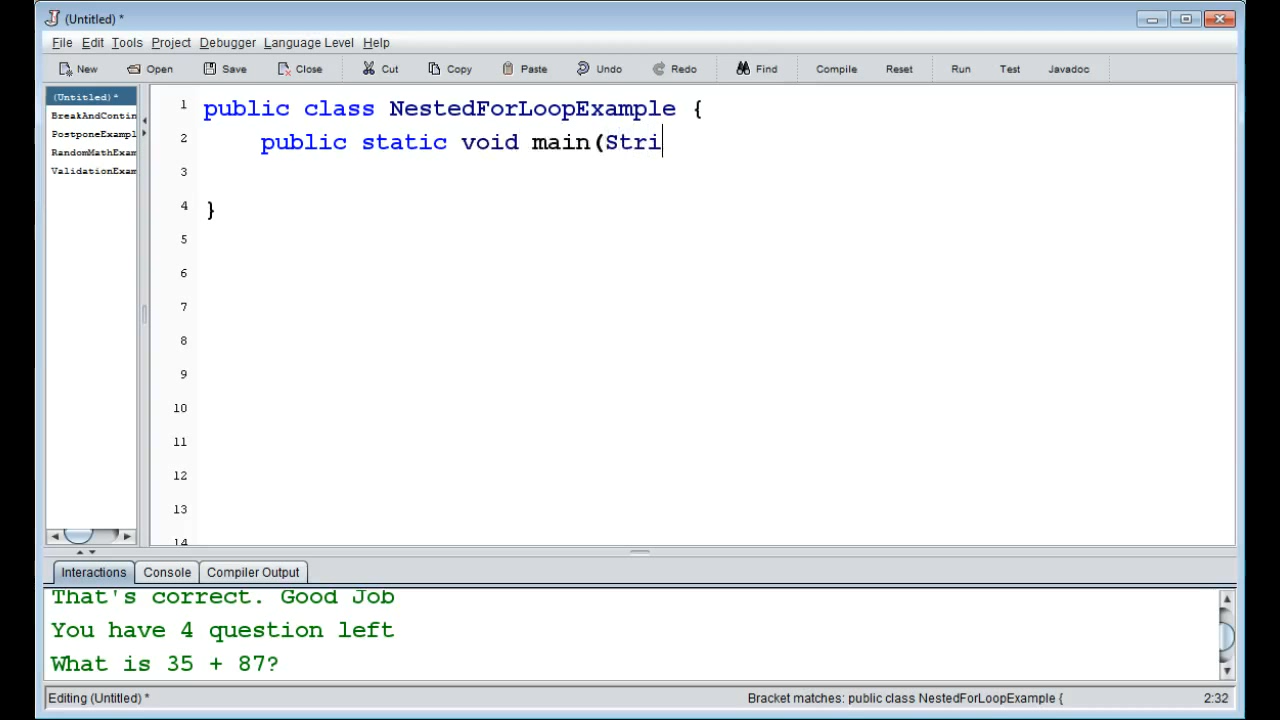 (Untitled) *
File Edit Tools Project Debugger Language Level Help
New Open Save Close Cut Copy Paste Undo Redo Find Compile Reset Run Test Javadoc
(Untitled) *
BreakAndContin
PostponeExampl
RandomMathExam
ValidationExam
1 public class NestedForLoopExample {
2 public static void main(Stri
3
4 }
5
6
7
8
9
10
11
12
13
14
Interactions Console Compiler Output
That's correct. Good Job
You have 4 question left
What is 35 + 87?
Editing (Untitled) * Bracket matches: public class NestedForLoopExample { 2:32